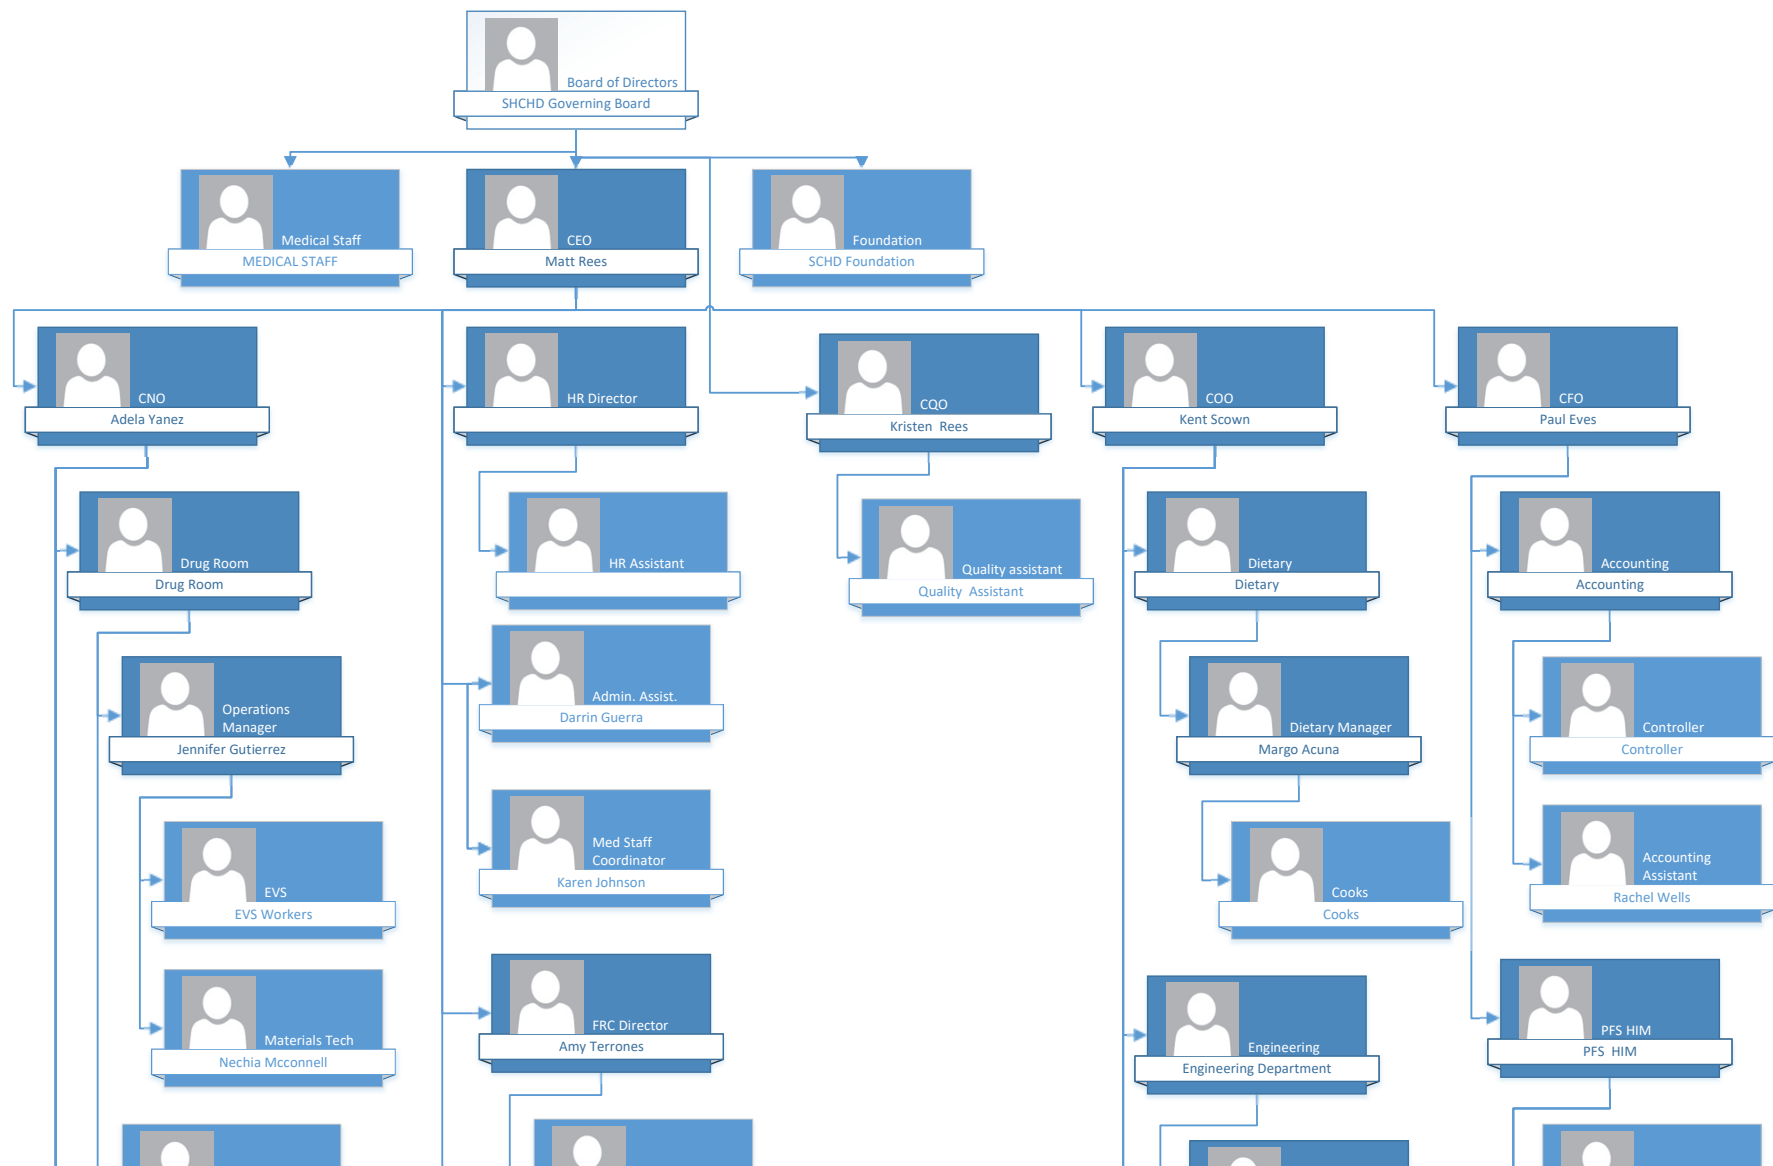 Board of Directors
SHCHD Governing Board
Medical Staff
MEDICAL STAFF
CEO
Matt Rees
Foundation
SCHD Foundation
CNO
Adela Yanez
HR Director
CQO
Kristen  Rees
COO
Kent Scown
CFO
Paul Eves
Drug Room
Drug Room
HR Assistant
Quality assistant
Quality  Assistant
Dietary
Dietary
Accounting
Accounting
Operations
Manager
Jennifer Gutierrez
Admin. Assist.
Darrin Guerra
Dietary Manager
Margo Acuna
Controller
Controller
EVS
EVS Workers
Med Staff
Coordinator
Karen Johnson
Cooks
Cooks
Accounting
Assistant
Rachel Wells
Materials Tech
Nechia Mcconnell
FRC Director
Amy Terrones
Engineering
Engineering Department
PFS HIM
PFS  HIM